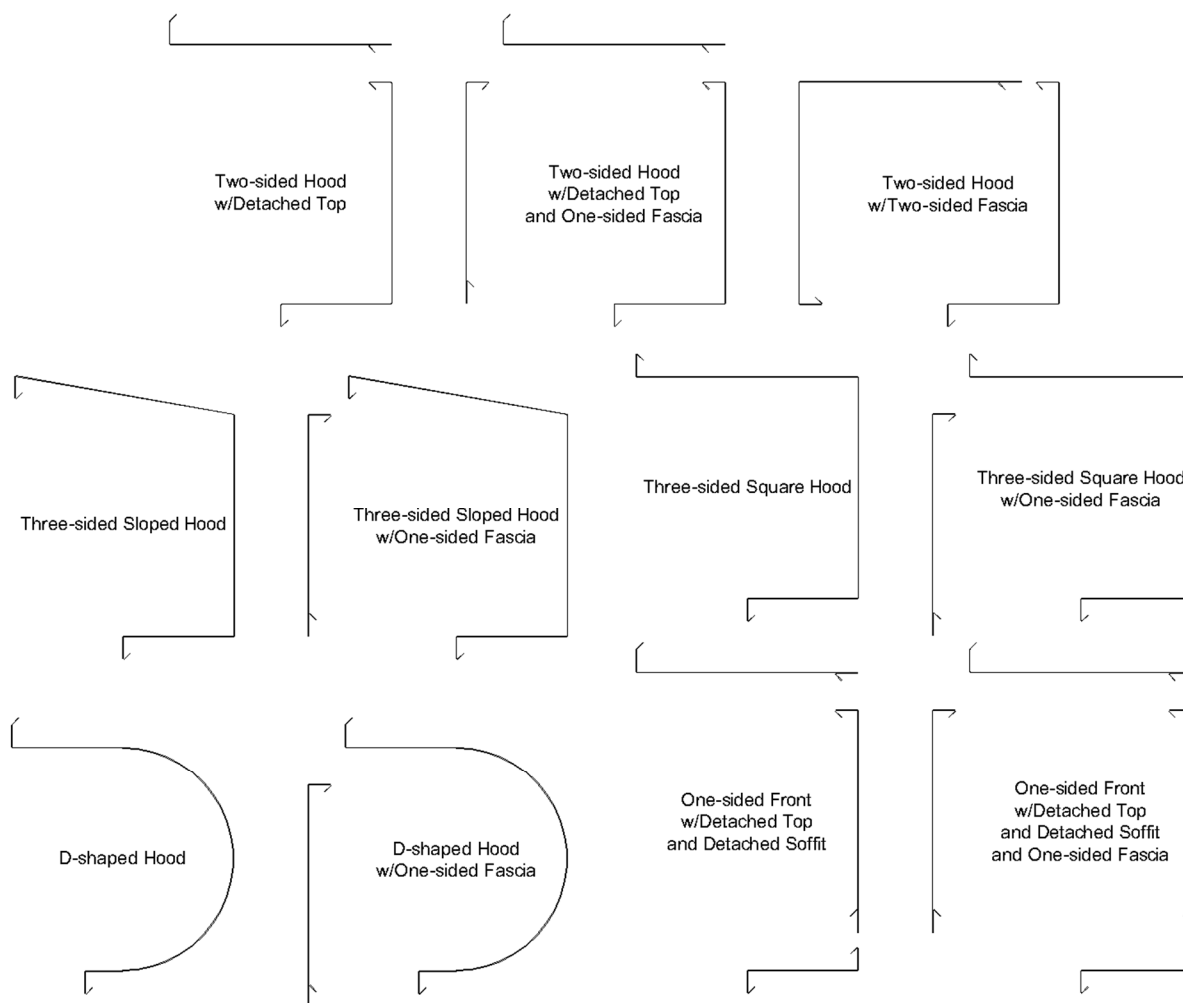 Two-sided Hood
w/Detached Top
Two-sided Hood
w/Detached Top
and One-sided Fascia
Two-sided Hood
w/Two-sided Fascia
Three-sided Sloped Hood
Three-sided Sloped Hood
w/One-sided Fascia
Three-sided Square Hood
Three-sided Square Hood
w/One-sided Fascia
D-shaped Hood
D-shaped Hood
w/One-sided Fascia
One-sided Front
w/Detached Top
and Detached Soffit
One-sided Front
w/Detached Top
and Detached Soffit
and One-sided Fascia